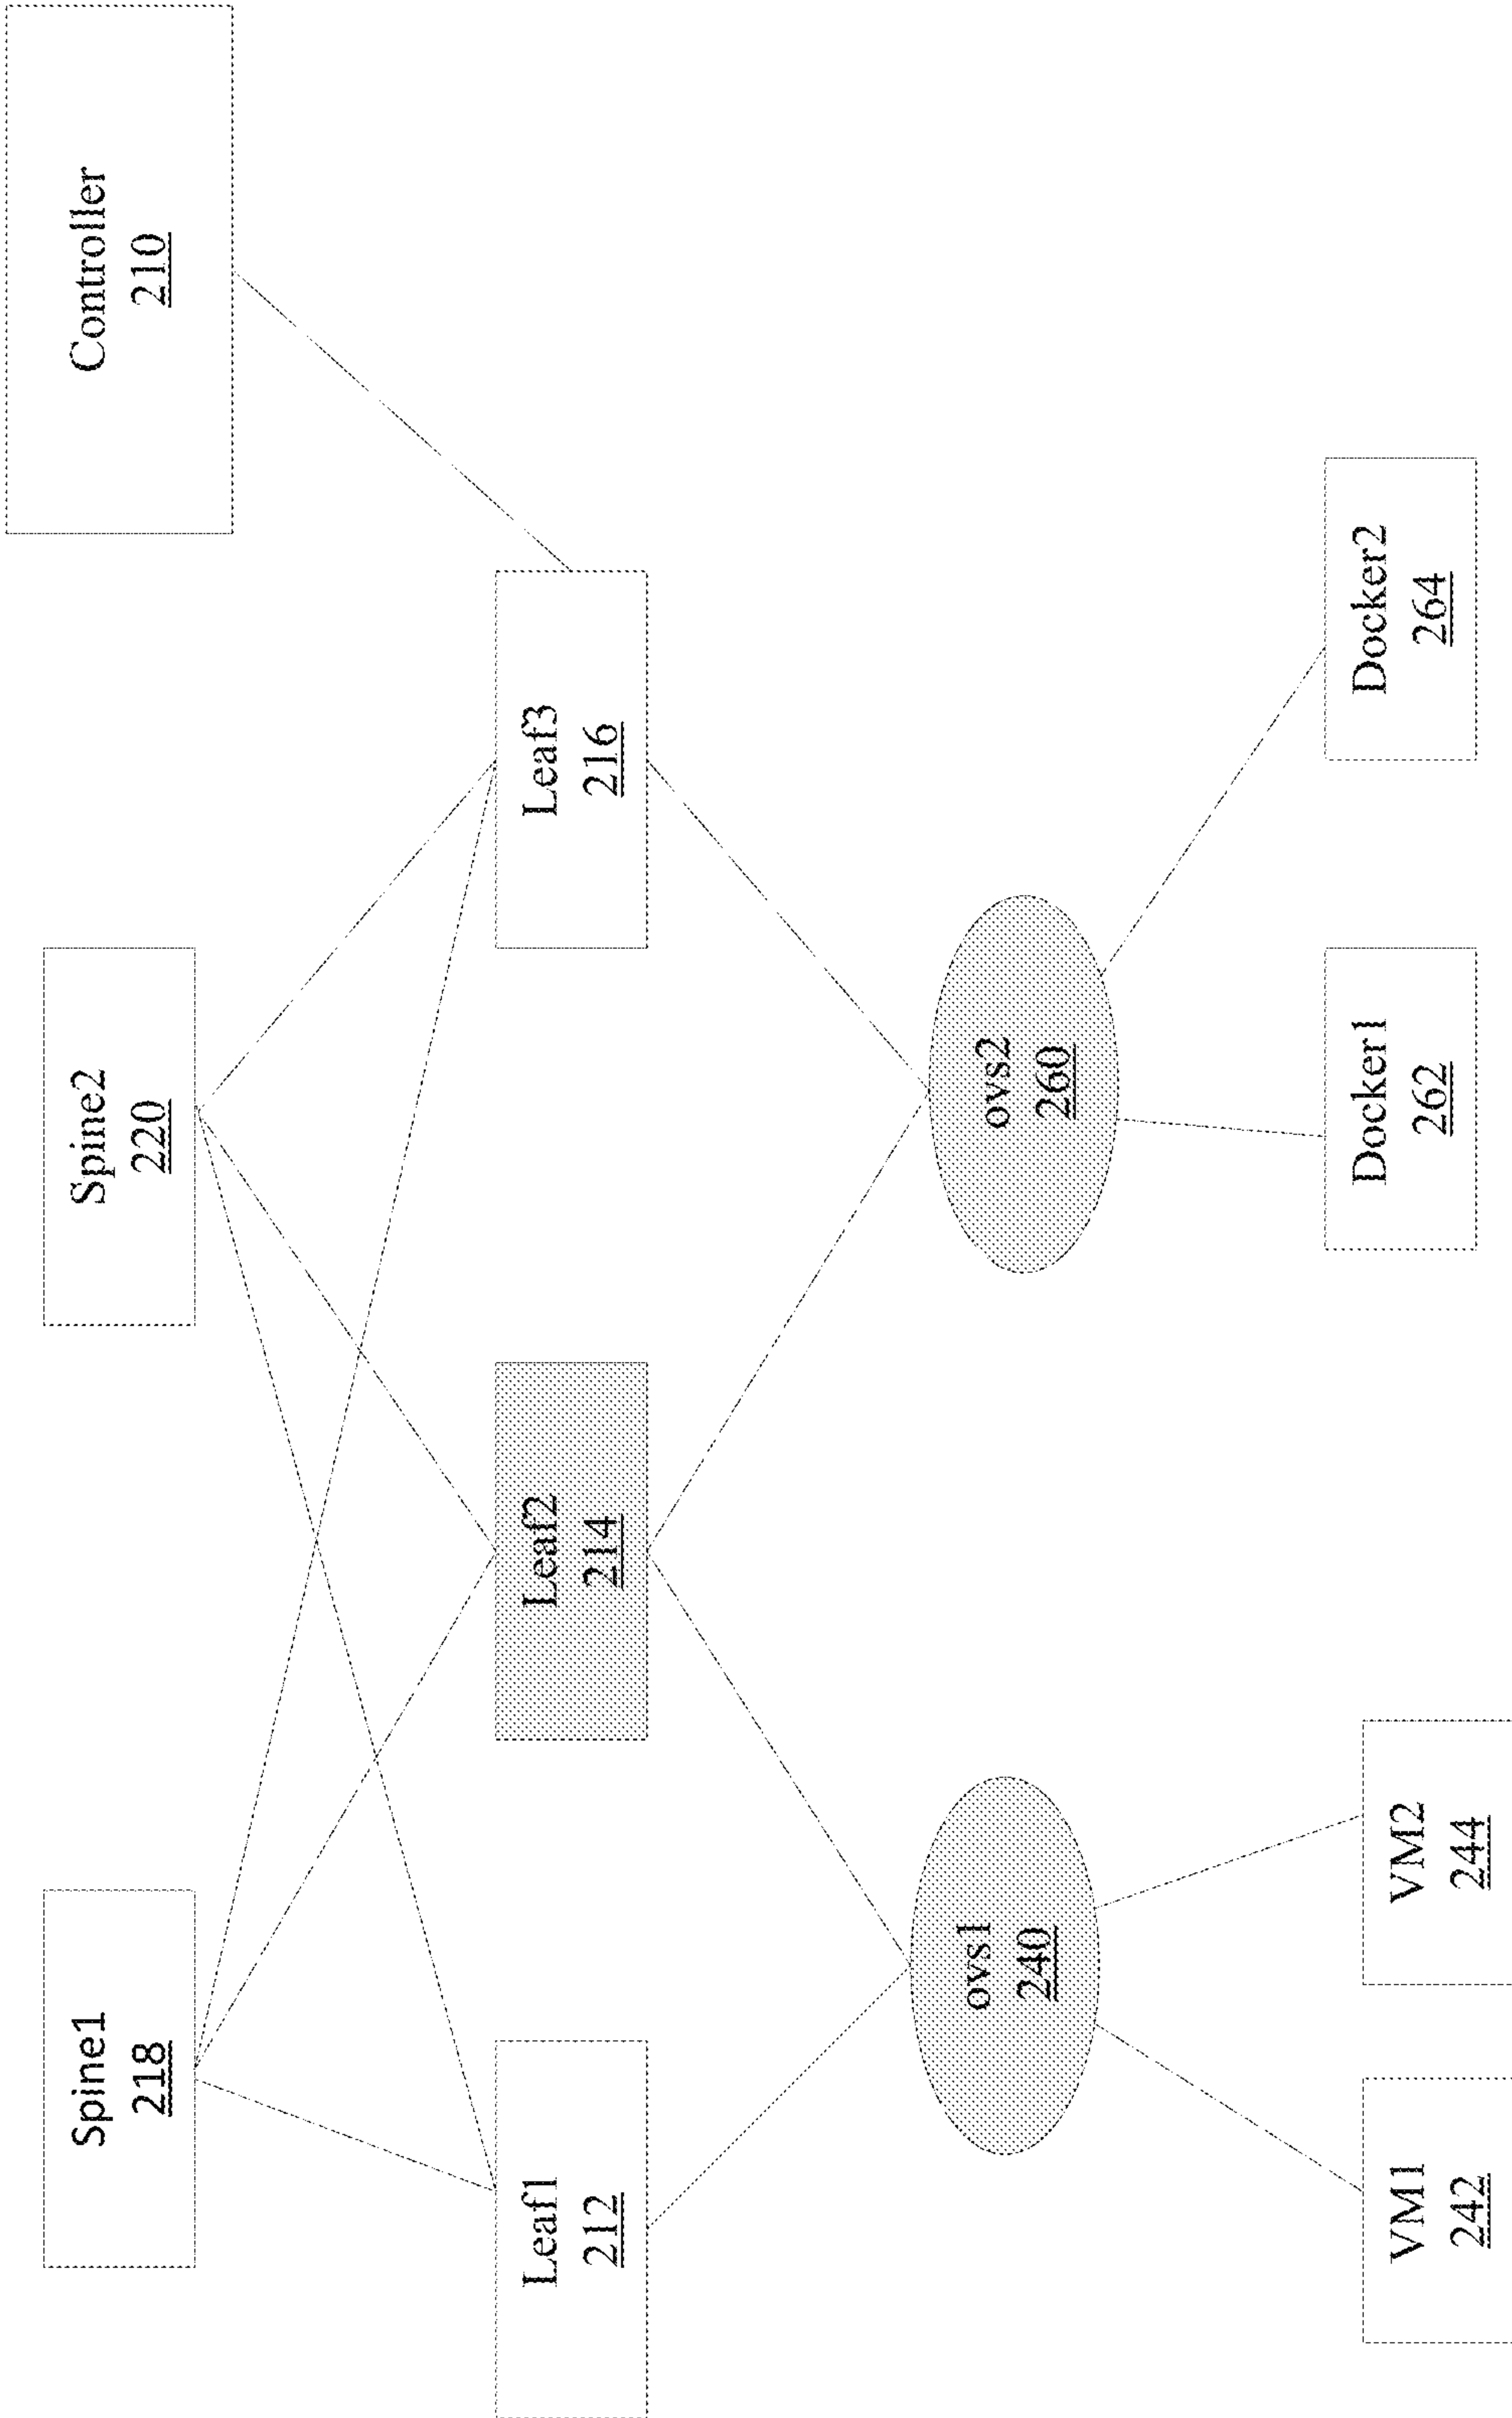 Controller
210
Spine1
218
Spine2
220
Leaf1
212
Leaf2
214
Leaf3
216
ovs1
240
ovs2
260
VM1
242
VM2
244
Docker1
262
Docker2
264